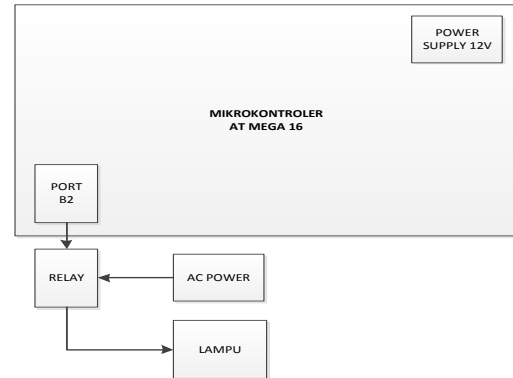 POWER
SUPPLY 12V
MIKROKONTROLER
AT MEGA 16
PORT
B2
RELAY
AC POWER
LAMPU